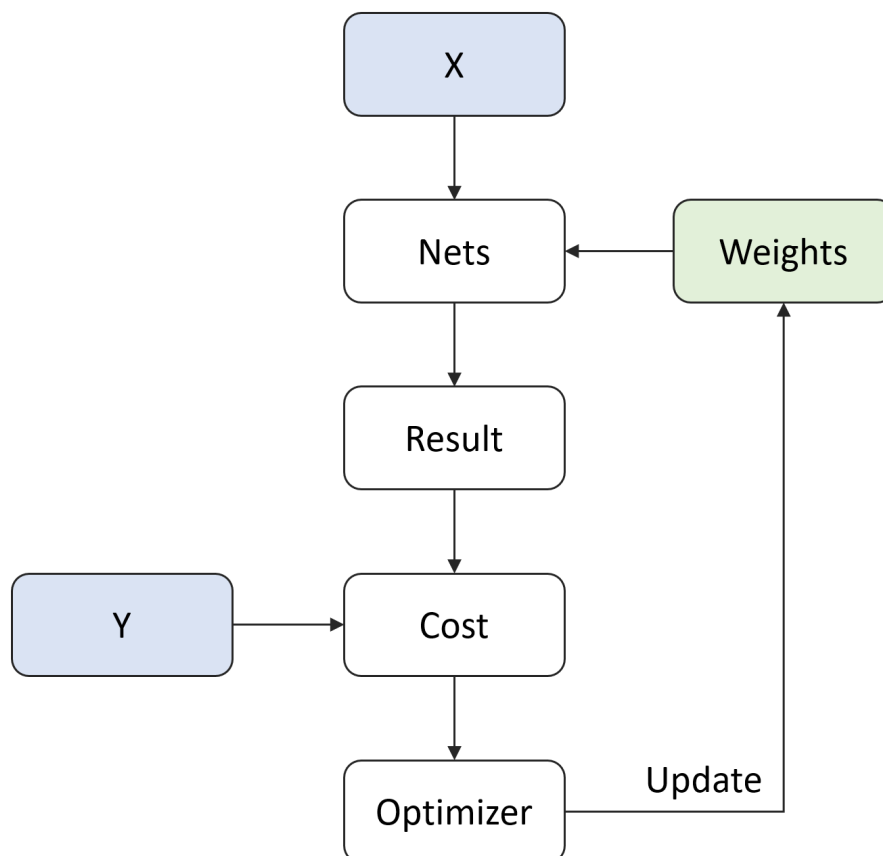 X
Nets
Weights
Result
Y
Cost
Update
Optimizer